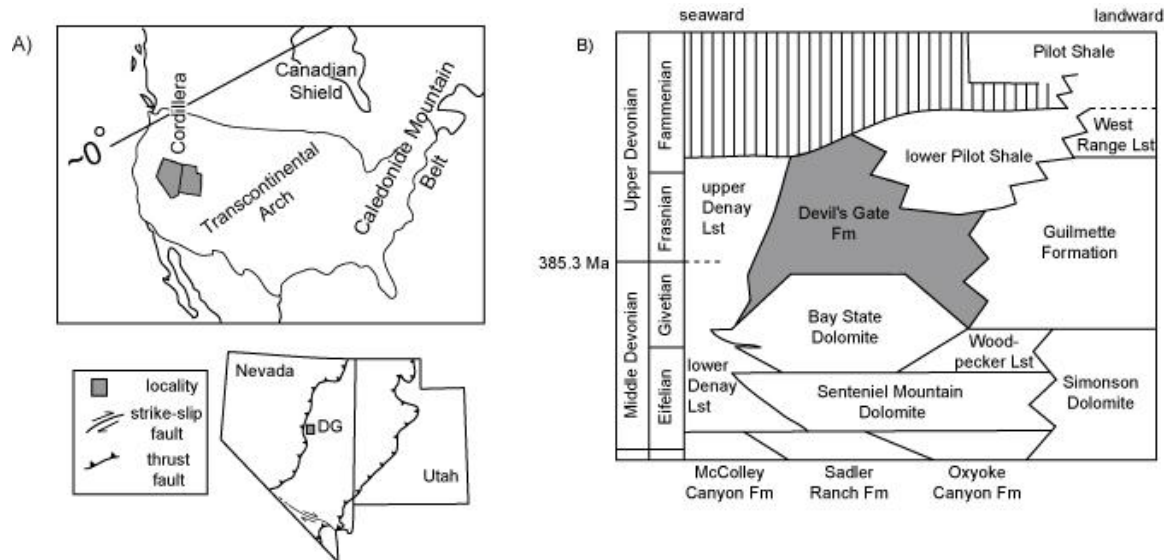 A)
Canadian
Shield
Cordillera
~0°
Transcontinental
Arch
Caledonide Mountain
Belt
locality
strike-slip
fault
thrust
fault
Nevada
DG
Utah
B)
seaward
landward
Upper Devonian
Middle Devonian
Fammenian
Frasnian
Givetian
Eifelian
385.3 Ma
Pilot Shale
West
Range Lst
lower Pilot Shale
upper
Denay
Lst
Devil's Gate
Fm
Guilmette
Formation
Bay State
Dolomite
Wood-
pecker Lst
lower
Denay
Lst
Senteniel Mountain
Dolomite
Simonson
Dolomite
McColley
Canyon Fm
Sadler
Ranch Fm
Oxyoke
Canyon Fm